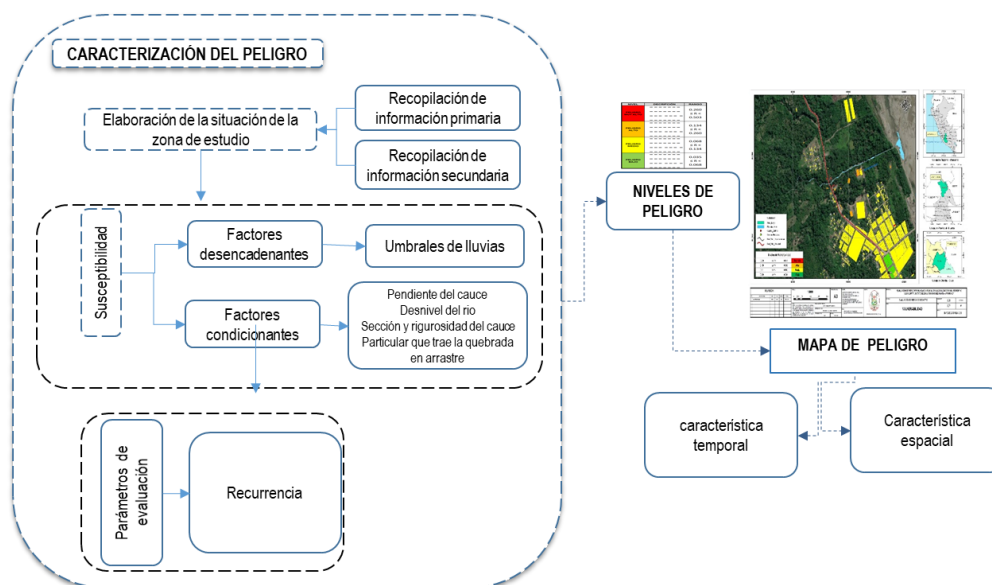 CARACTERIZACIÓN DEL PELIGRO
Elaboración de la situación de la
zona de estudio
Recopilación de
información primaria
Recopilación de
información secundaria
Susceptibilidad
Factores
desencadenantes
Umbrales de lluvias
Factores
condicionantes
Pendiente del cauce
Desnivel del rio
Sección y rigurosidad del cauce
Particular que trae la quebrada
en arrastre
Parámetros de
evaluación
Recurrencia
NIVELES DE
PELIGRO
MAPA DE PELIGRO
característica
temporal
Característica
espacial